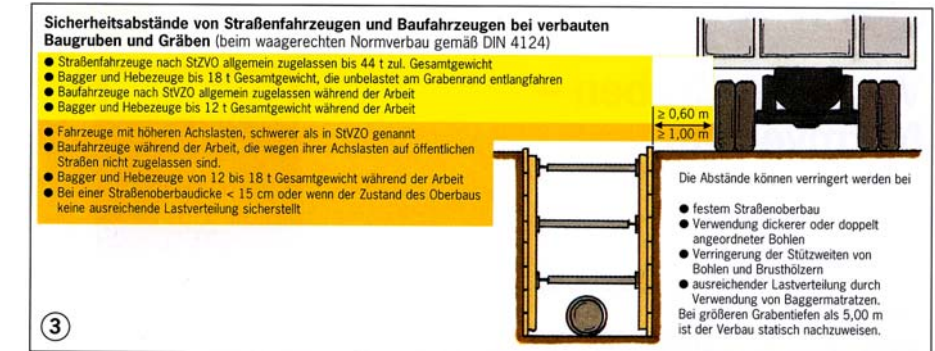 Sicherheitsabstände von Straßenfahrzeugen und Baufahrzeugen bei verbauten
Baugruben und Gräben (beim waagerechten Normverbau gemäß DIN 4124)
● Straßenfahrzeuge nach StZVO allgemein zugelassen bis 44 t zul. Gesamtgewicht
● Bagger und Hebezeuge bis 18 t Gesamtgewicht, die unbelastet am Grabenrand entlangfahren
● Baufahrzeuge nach StVZO allgemein zugelassen während der Arbeit
● Bagger und Hebezeuge bis 12 t Gesamtgewicht während der Arbeit
≥ 0,60 m
≥ 1,00 m
● Fahrzeuge mit höheren Achslasten, schwerer als in StVZO genannt
● Baufahrzeuge während der Arbeit, die wegen ihrer Achslasten auf öffentlichen
Straßen nicht zugelassen sind.
● Bagger und Hebezeuge von 12 bis 18 t Gesamtgewicht während der Arbeit
● Bei einer Straßenoberbaudicke < 15 cm oder wenn der Zustand des Oberbaus
keine ausreichende Lastverteilung sicherstellt
Die Abstände können verringert werden bei
● festem Straßenoberbau
● Verwendung dickerer oder doppelt
angeordneter Bohlen
● Verringerung der Stützweiten von
Bohlen und Brusthölzern
● ausreichender Lastverteilung durch
Verwendung von Baggermatratzen.
Bei größeren Grabentiefen als 5,00 m
ist der Verbau statisch nachzuweisen.
3